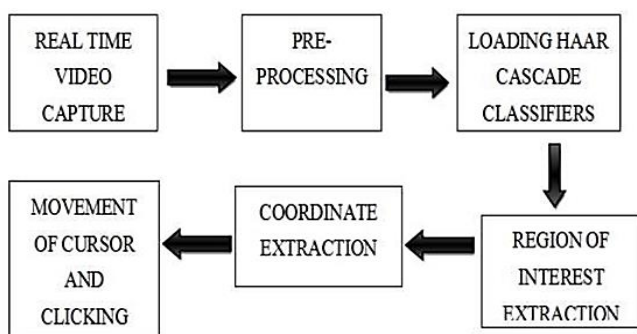 REAL TIME
VIDEO
CAPTURE
PRE-
PROCESSING
LOADING HAAR
CASCADE
CLASSIFIERS
REGION OF
INTEREST
EXTRACTION
COORDINATE
EXTRACTION
MOVEMENT
OF CURSOR
AND
CLICKING